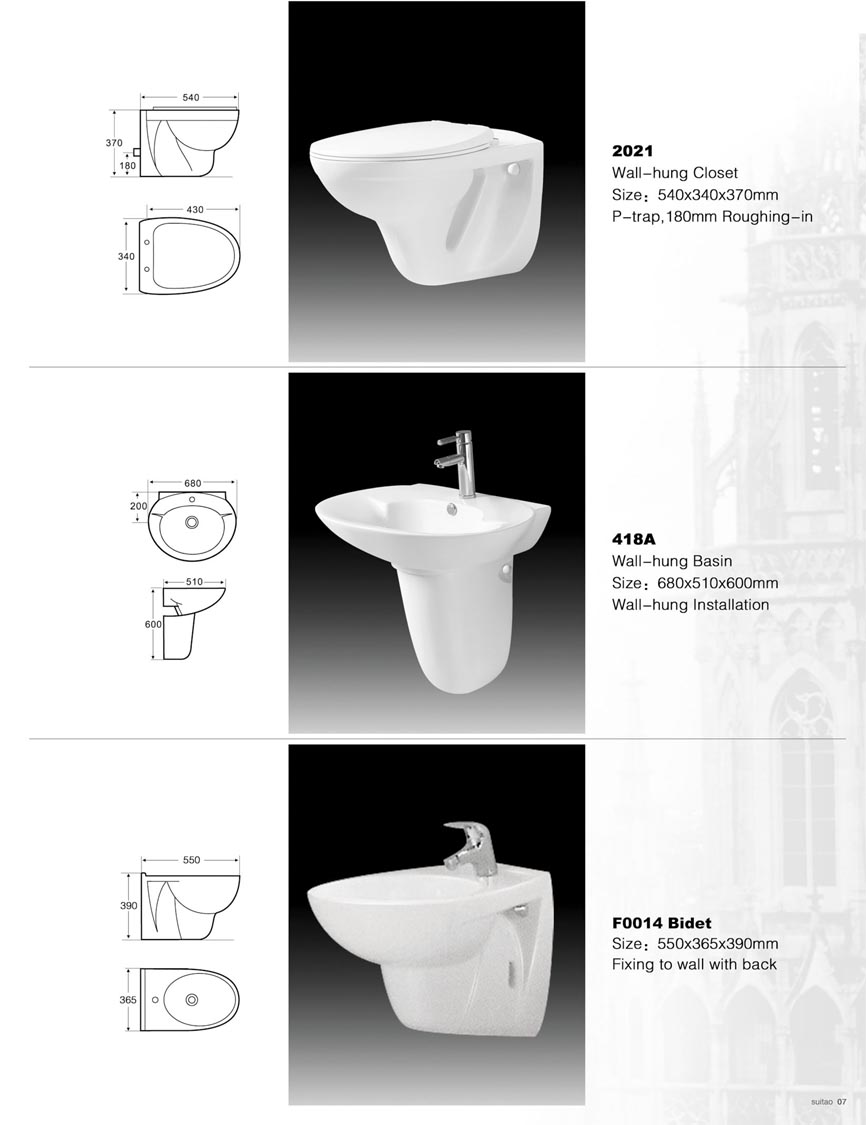 540
370
180
430
340
2021
Wall-hung Closet
Size：540x340x370mm
P-trap,180mm Roughing-in
680
200
510
600
418A
Wall-hung Basin
Size：680x510x600mm
Wall-hung Installation
550
390
365
F0014 Bidet
Size：550x365x390mm
Fixing to wall with back
suitao 07